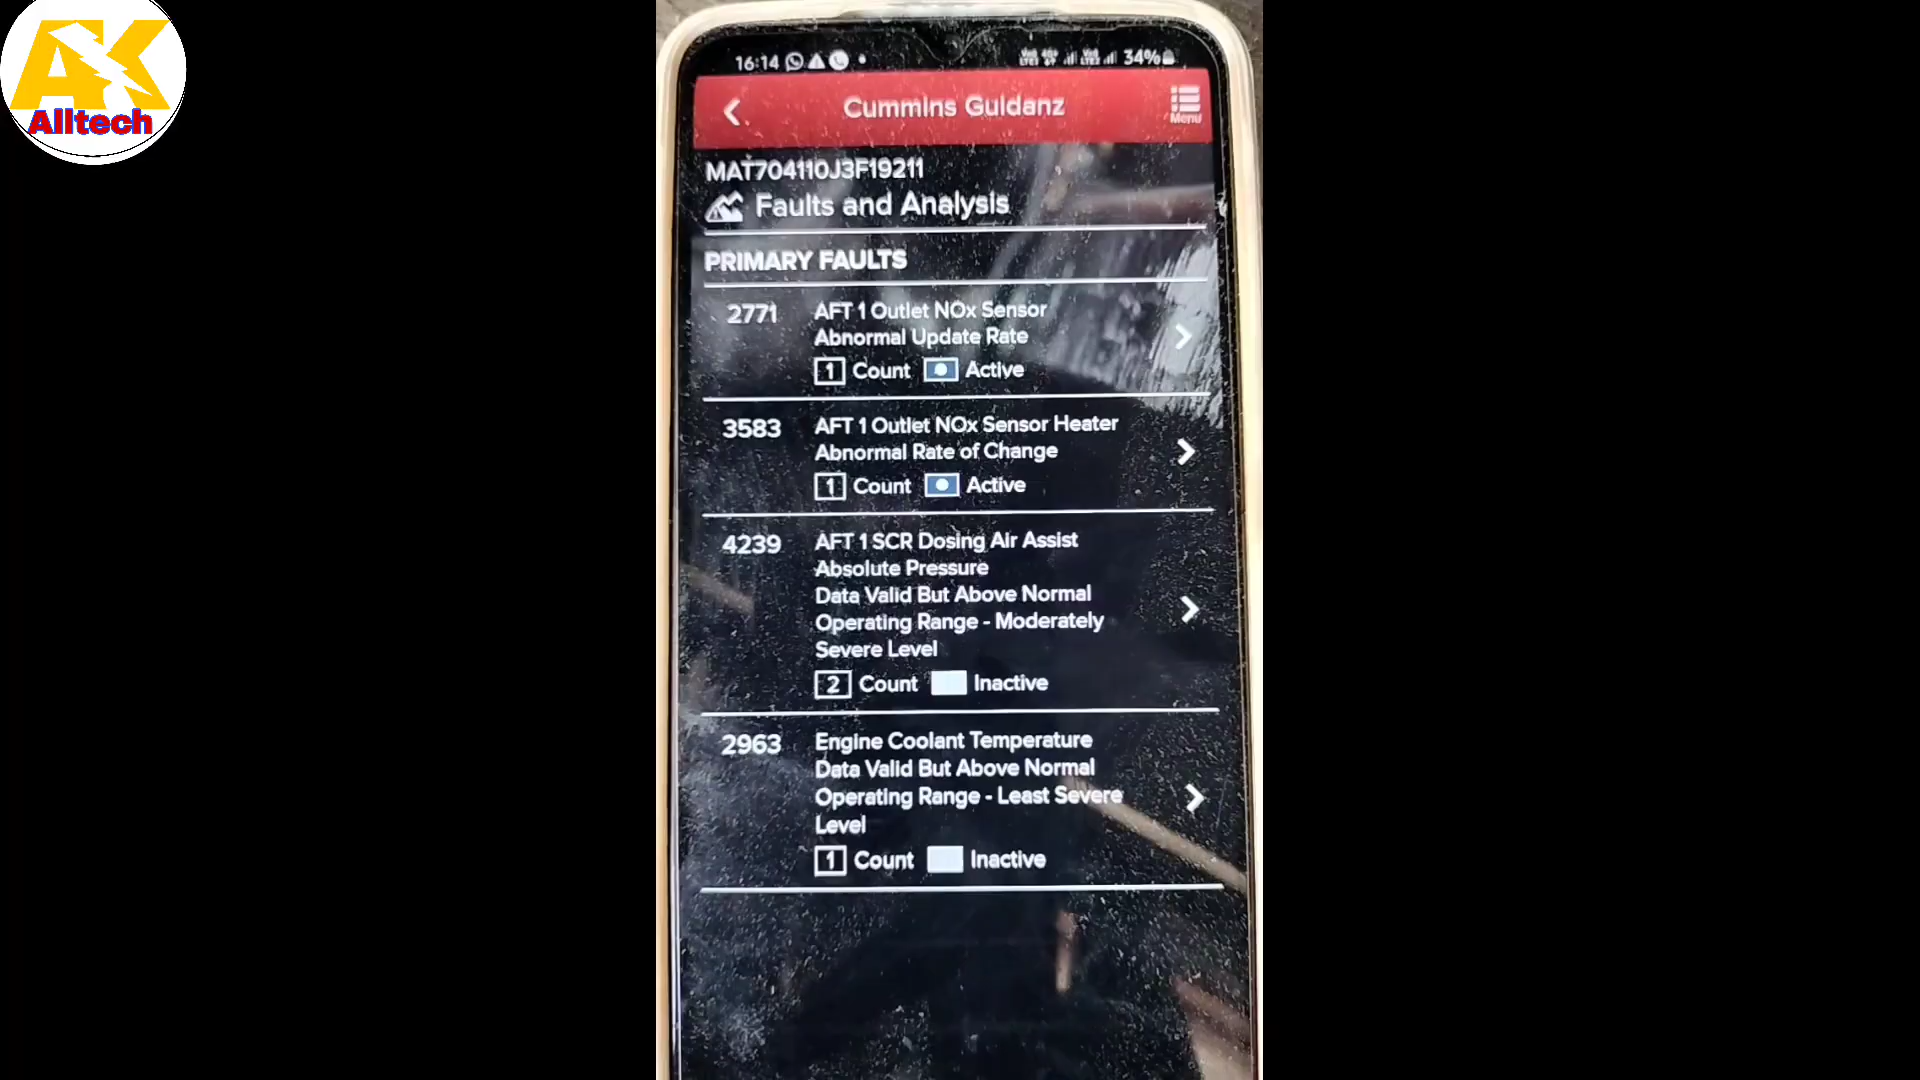 AK
Alltech
16:14
34%
Cummins Guidanz
Menu
MAT704110J3F19211
Faults and Analysis
PRIMARY FAULTS
2771 AFT 1 Outlet NOx Sensor
Abnormal Update Rate
1 Count Active
3583 AFT 1 Outlet NOx Sensor Heater
Abnormal Rate of Change
1 Count Active
4239 AFT 1 SCR Dosing Air Assist
Absolute Pressure
Data Valid But Above Normal
Operating Range - Moderately
Severe Level
2 Count Inactive
2963 Engine Coolant Temperature
Data Valid But Above Normal
Operating Range - Least Severe
Level
1 Count Inactive